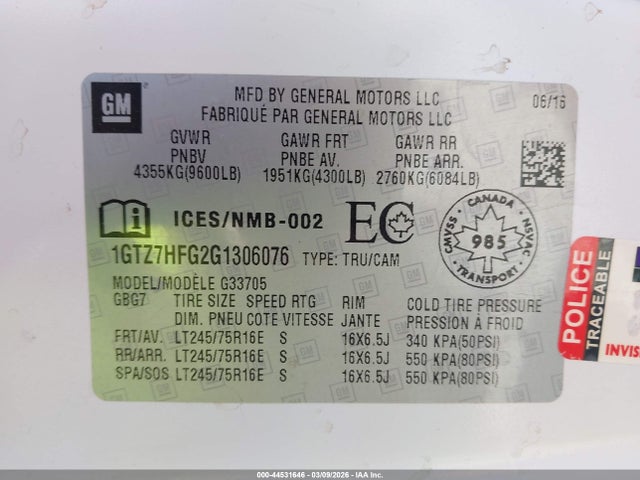 GM
MFD BY GENERAL MOTORS LLC
FABRIQUÉ PAR GENERAL MOTORS LLC
06/16
GVWR GAWR FRT GAWR RR
PNBV PNBE AV. PNBE ARR.
4355KG(9600LB) 1951KG(4300LB) 2760KG(6084LB)
ICES/NMB-002 EC
CANADA
CMVSS 985 NSVAC
TRANSPORT
1GTZ7HFG2G1306076 TYPE: TRU/CAM
MODEL/MODÈLE G33705
GBG7 TIRE SIZE SPEED RTG RIM COLD TIRE PRESSURE
DIM. PNEU COTE VITESSE JANTE PRESSION À FROID
FRT/AV. LT245/75R16E S 16X6.5J 340 KPA(50PSI)
RR/ARR. LT245/75R16E S 16X6.5J 550 KPA(80PSI)
SPA/SOS LT245/75R16E S 16X6.5J 550 KPA(80PSI)
POLICE
TRACEABLE
INVIS
000-44531646 03/09/2026